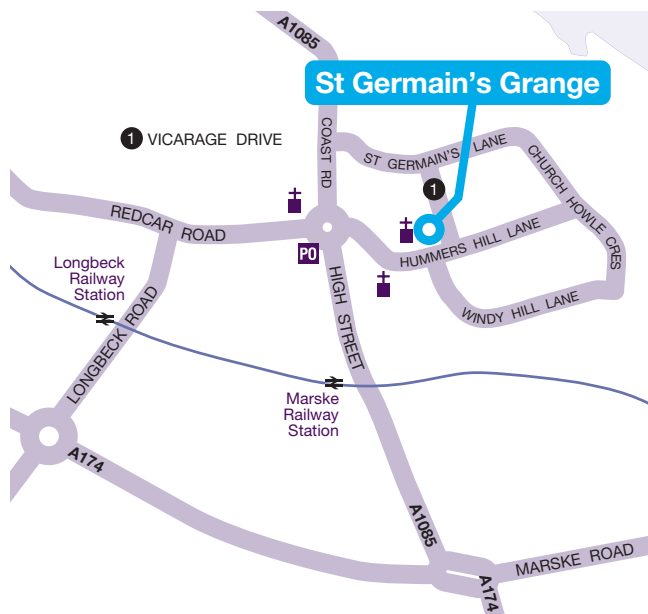 A1085
St Germain's Grange
1 VICARAGE DRIVE
COAST RD
ST GERMAIN'S LANE
1
CHURCH HOWLE CRES
REDCAR ROAD
PO
HUMMERS HILL LANE
Longbeck
Railway
Station
HIGH STREET
WINDY HILL LANE
LONGBECK ROAD
Marske
Railway
Station
A174
A1085
MARSKE ROAD
A174